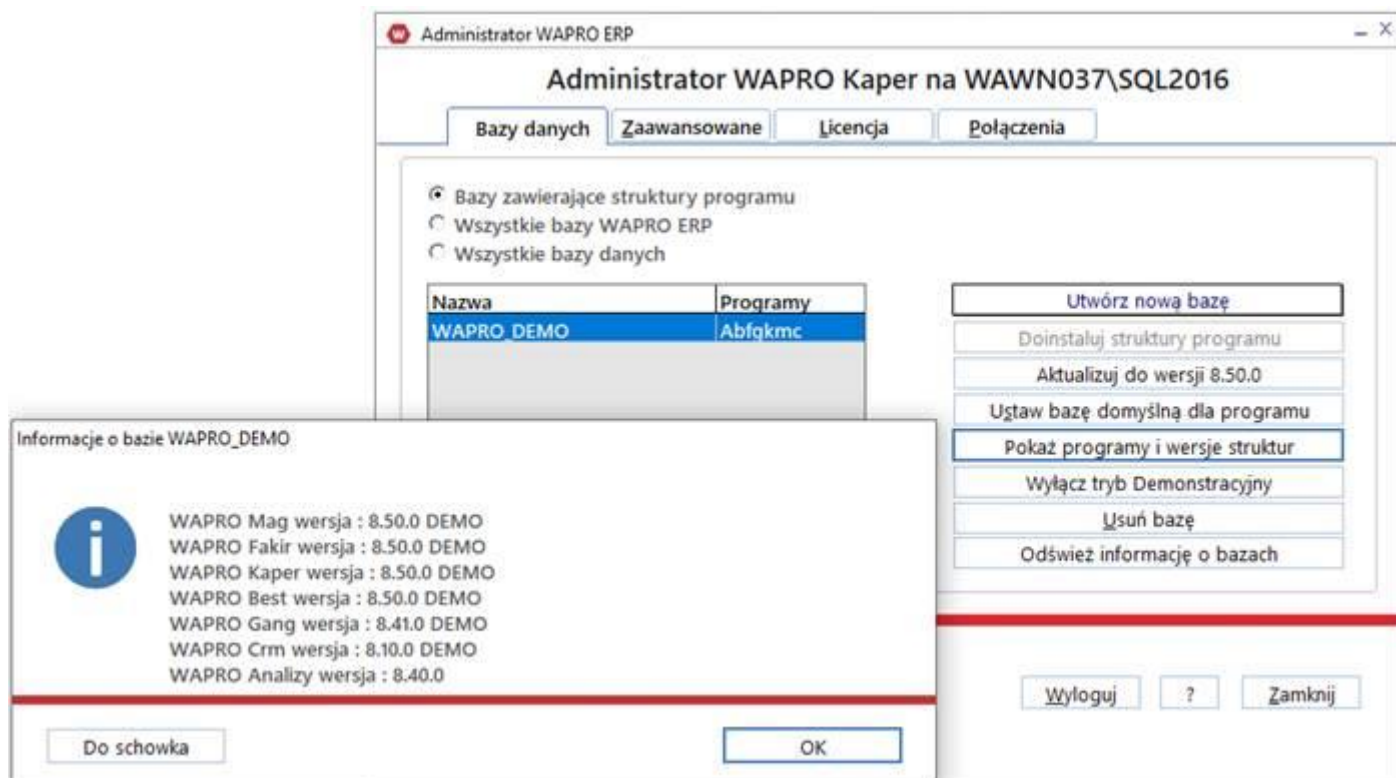 Administrator WAPRO ERP
Administrator WAPRO Kaper na WAWN037\SQL2016
Bazy danych Zaawansowane Licencja Połączenia
Bazy zawierające struktury programu
Wszystkie bazy WAPRO ERP
Wszystkie bazy danych
Nazwa Programy
WAPRO_DEMO Abfgkmc
Utwórz nową bazę
Doinstaluj struktury programu
Aktualizuj do wersji 8.50.0
Ustaw bazę domyślną dla programu
Pokaż programy i wersje struktur
Wyłącz tryb Demonstracyjny
Usuń bazę
Odśwież informację o bazach
Wyloguj ? Zamknij
Informacje o bazie WAPRO_DEMO
WAPRO Mag wersja : 8.50.0 DEMO
WAPRO Fakir wersja : 8.50.0 DEMO
WAPRO Kaper wersja : 8.50.0 DEMO
WAPRO Best wersja : 8.50.0 DEMO
WAPRO Gang wersja : 8.41.0 DEMO
WAPRO Crm wersja : 8.10.0 DEMO
WAPRO Analizy wersja : 8.40.0
Do schowka OK